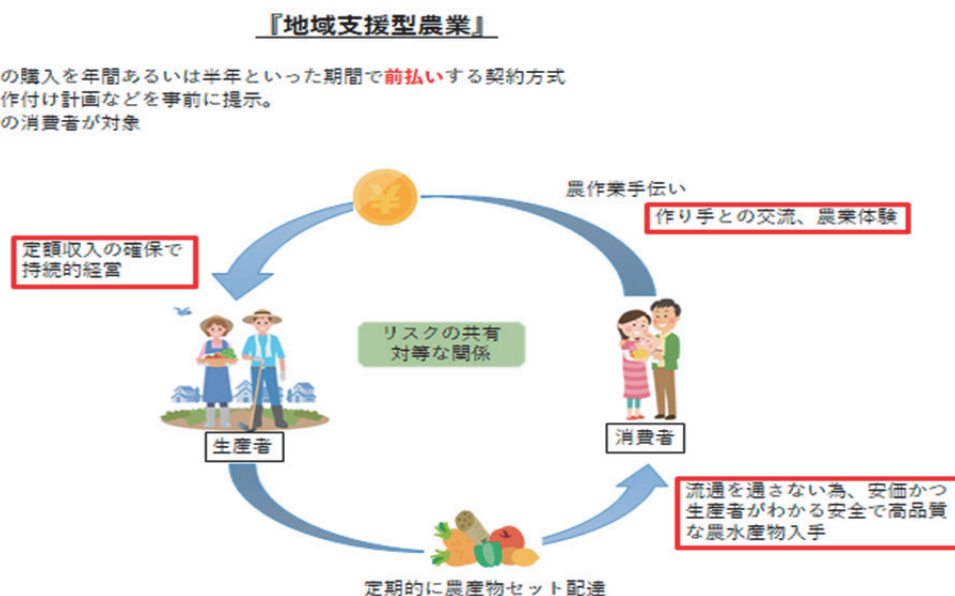 『地域支援型農業』
の購入を年間あるいは半年といった期間で前払いする契約方式
作付け計画などを事前に提示。
の消費者が対象
¥
農作業手伝い
作り手との交流、農業体験
定額収入の確保で
持続的経営
リスクの共有
対等な関係
生産者
消費者
流通を通さない為、安価かつ
生産者がわかる安全で高品質
な農水産物入手
定期的に農産物セット配達